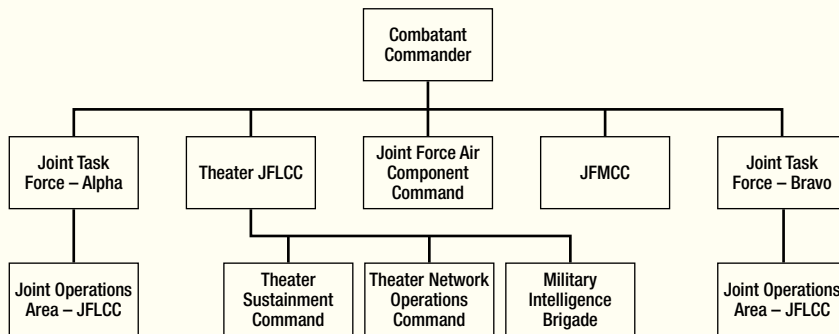 Combatant
Commander
Joint Task
Force – Alpha
Theater JFLCC
Joint Force Air
Component
Command
JFMCC
Joint Task
Force – Bravo
Joint Operations
Area – JFLCC
Theater
Sustainment
Command
Theater Network
Operations
Command
Military
Intelligence
Brigade
Joint Operations
Area – JFLCC